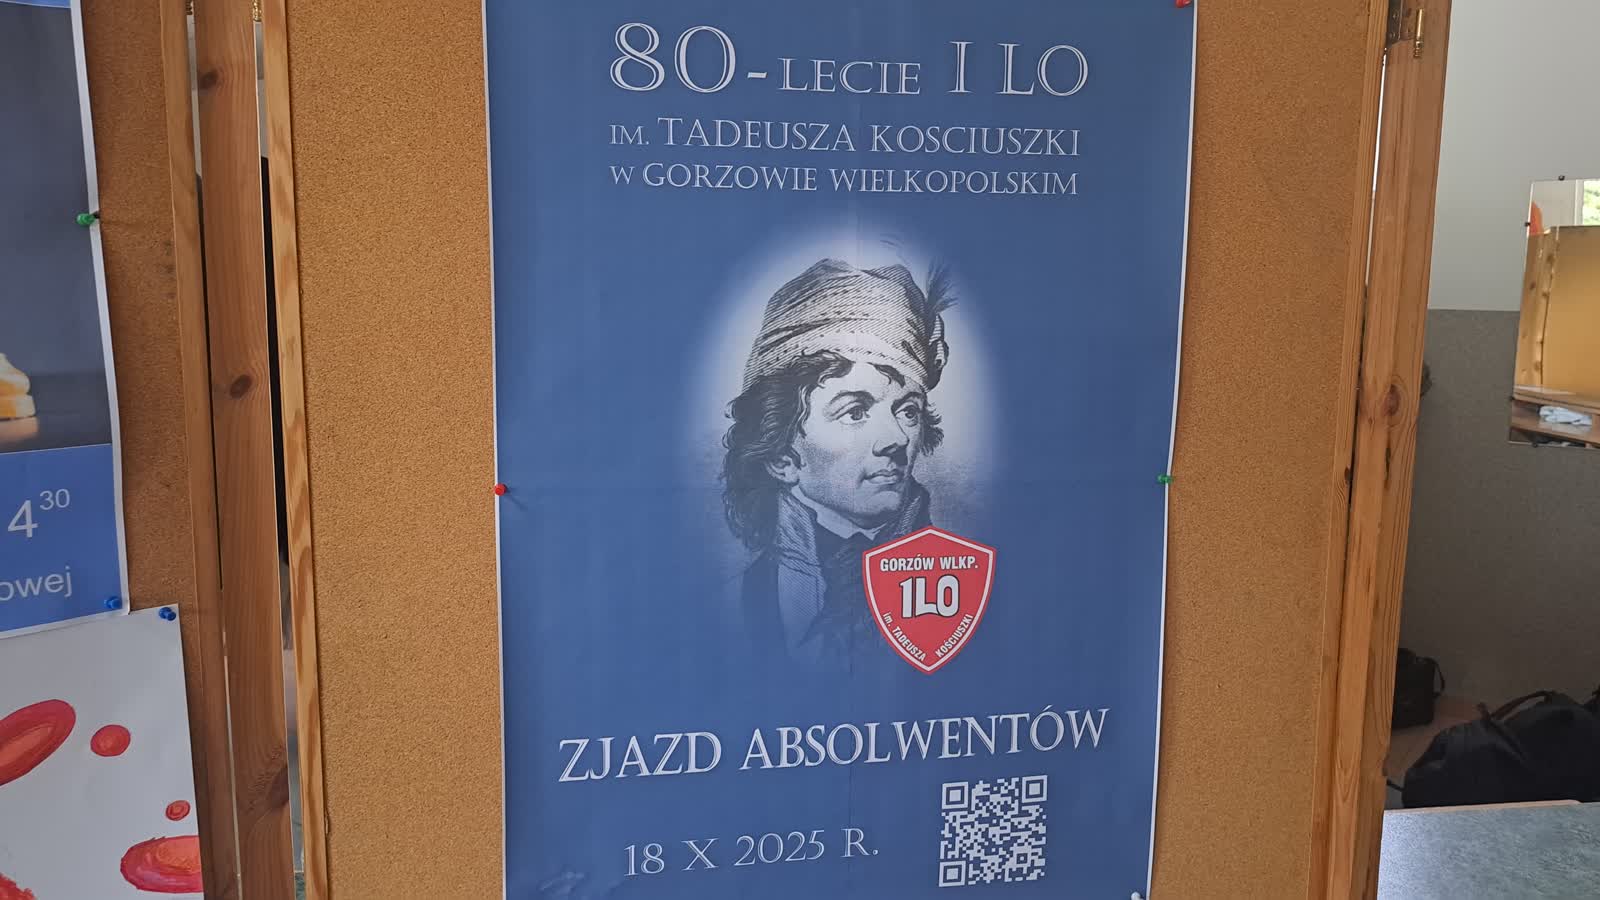 80-LECIE I LO
IM. TADEUSZA KOSCIUSZKI
W GORZOWIE WIELKOPOLSKIM
GORZÓW WLKP.
1LO
im. TADEUSZA KOŚCIUSZKI
ZJAZD ABSOLWENTÓW
18 X 2025 R.
4 30
owej